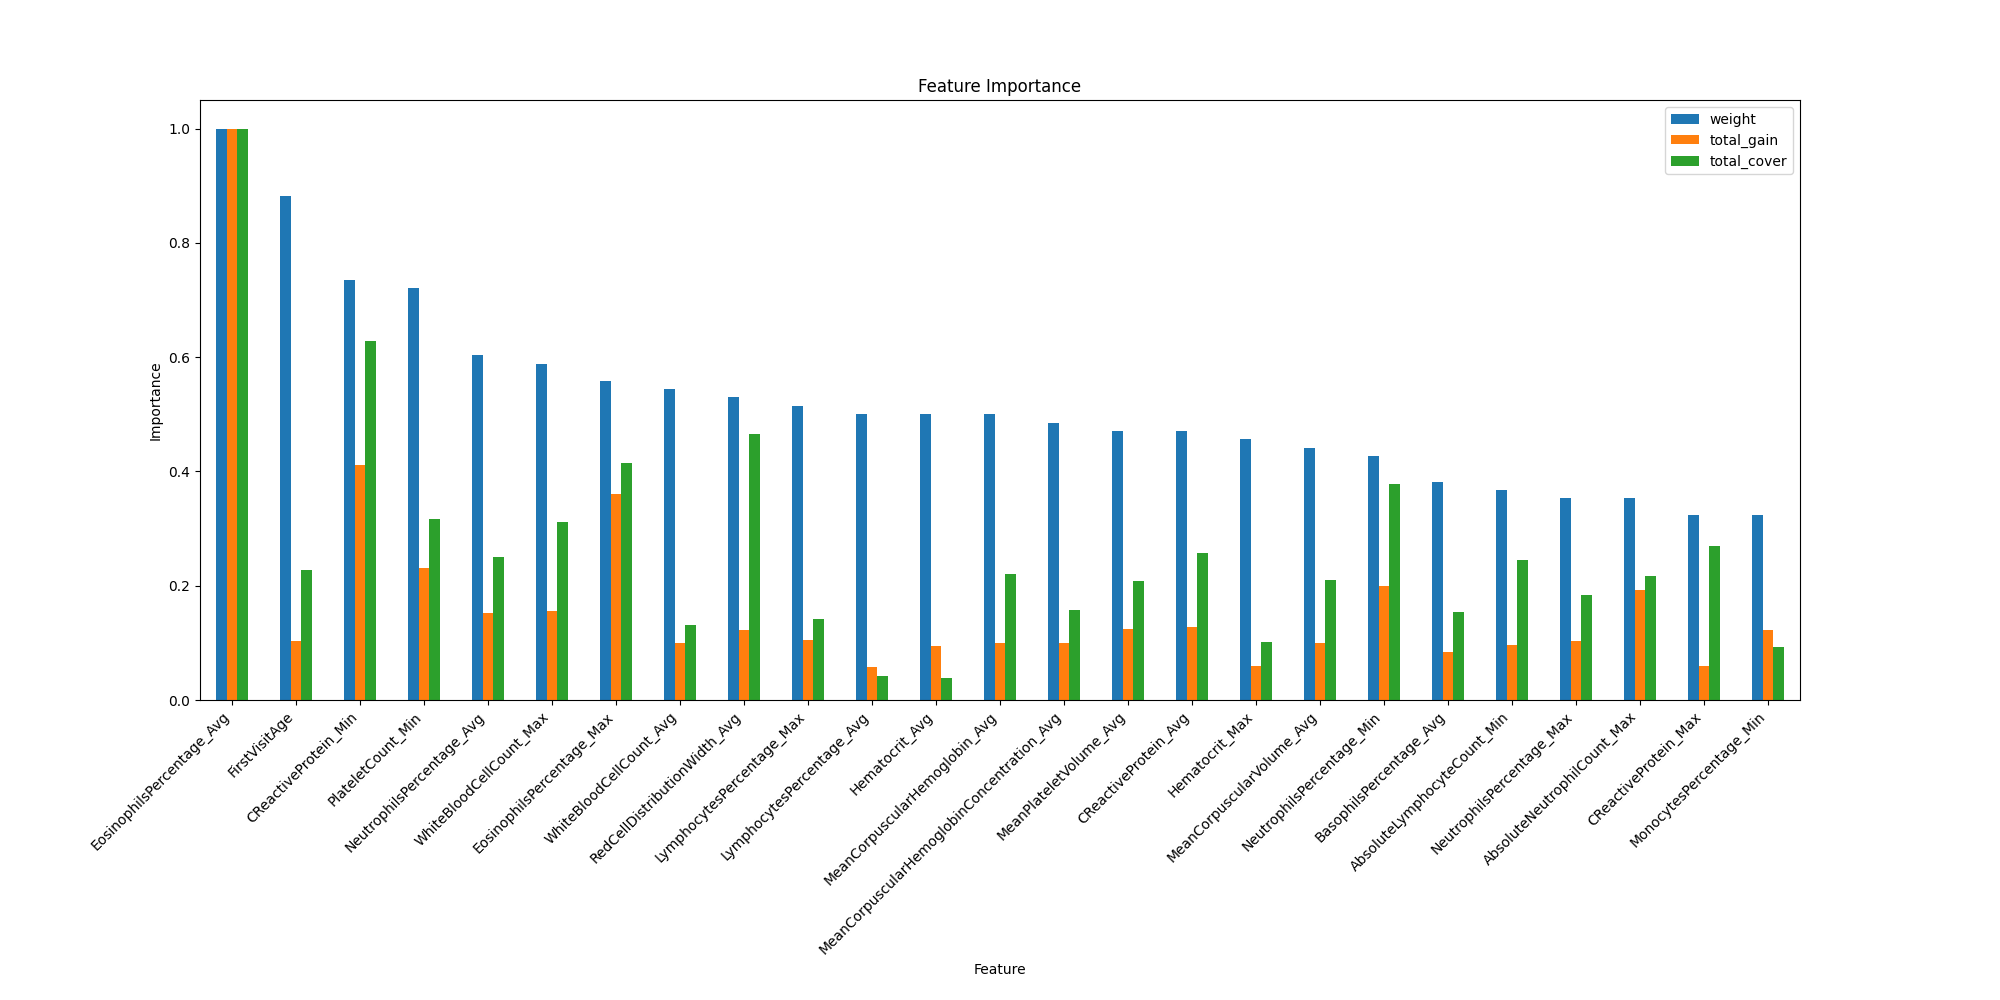 Feature Importance
weight
total_gain
total_cover
Importance
1.0
0.8
0.6
0.4
0.2
0.0
EosinophilsPercentage_Avg
FirstVisitAge
CReactiveProtein_Min
PlateletCount_Min
NeutrophilsPercentage_Avg
WhiteBloodCellCount_Max
EosinophilsPercentage_Max
WhiteBloodCellCount_Avg
RedCellDistributionWidth_Avg
LymphocytesPercentage_Max
LymphocytesPercentage_Avg
Hematocrit_Avg
MeanCorpuscularHemoglobin_Avg
MeanCorpuscularHemoglobinConcentration_Avg
MeanPlateletVolume_Avg
CReactiveProtein_Avg
Hematocrit_Max
MeanCorpuscularVolume_Avg
NeutrophilsPercentage_Min
BasophilsPercentage_Avg
AbsoluteLymphocyteCount_Min
NeutrophilsPercentage_Max
AbsoluteNeutrophilCount_Max
CReactiveProtein_Max
MonocytesPercentage_Min
Feature